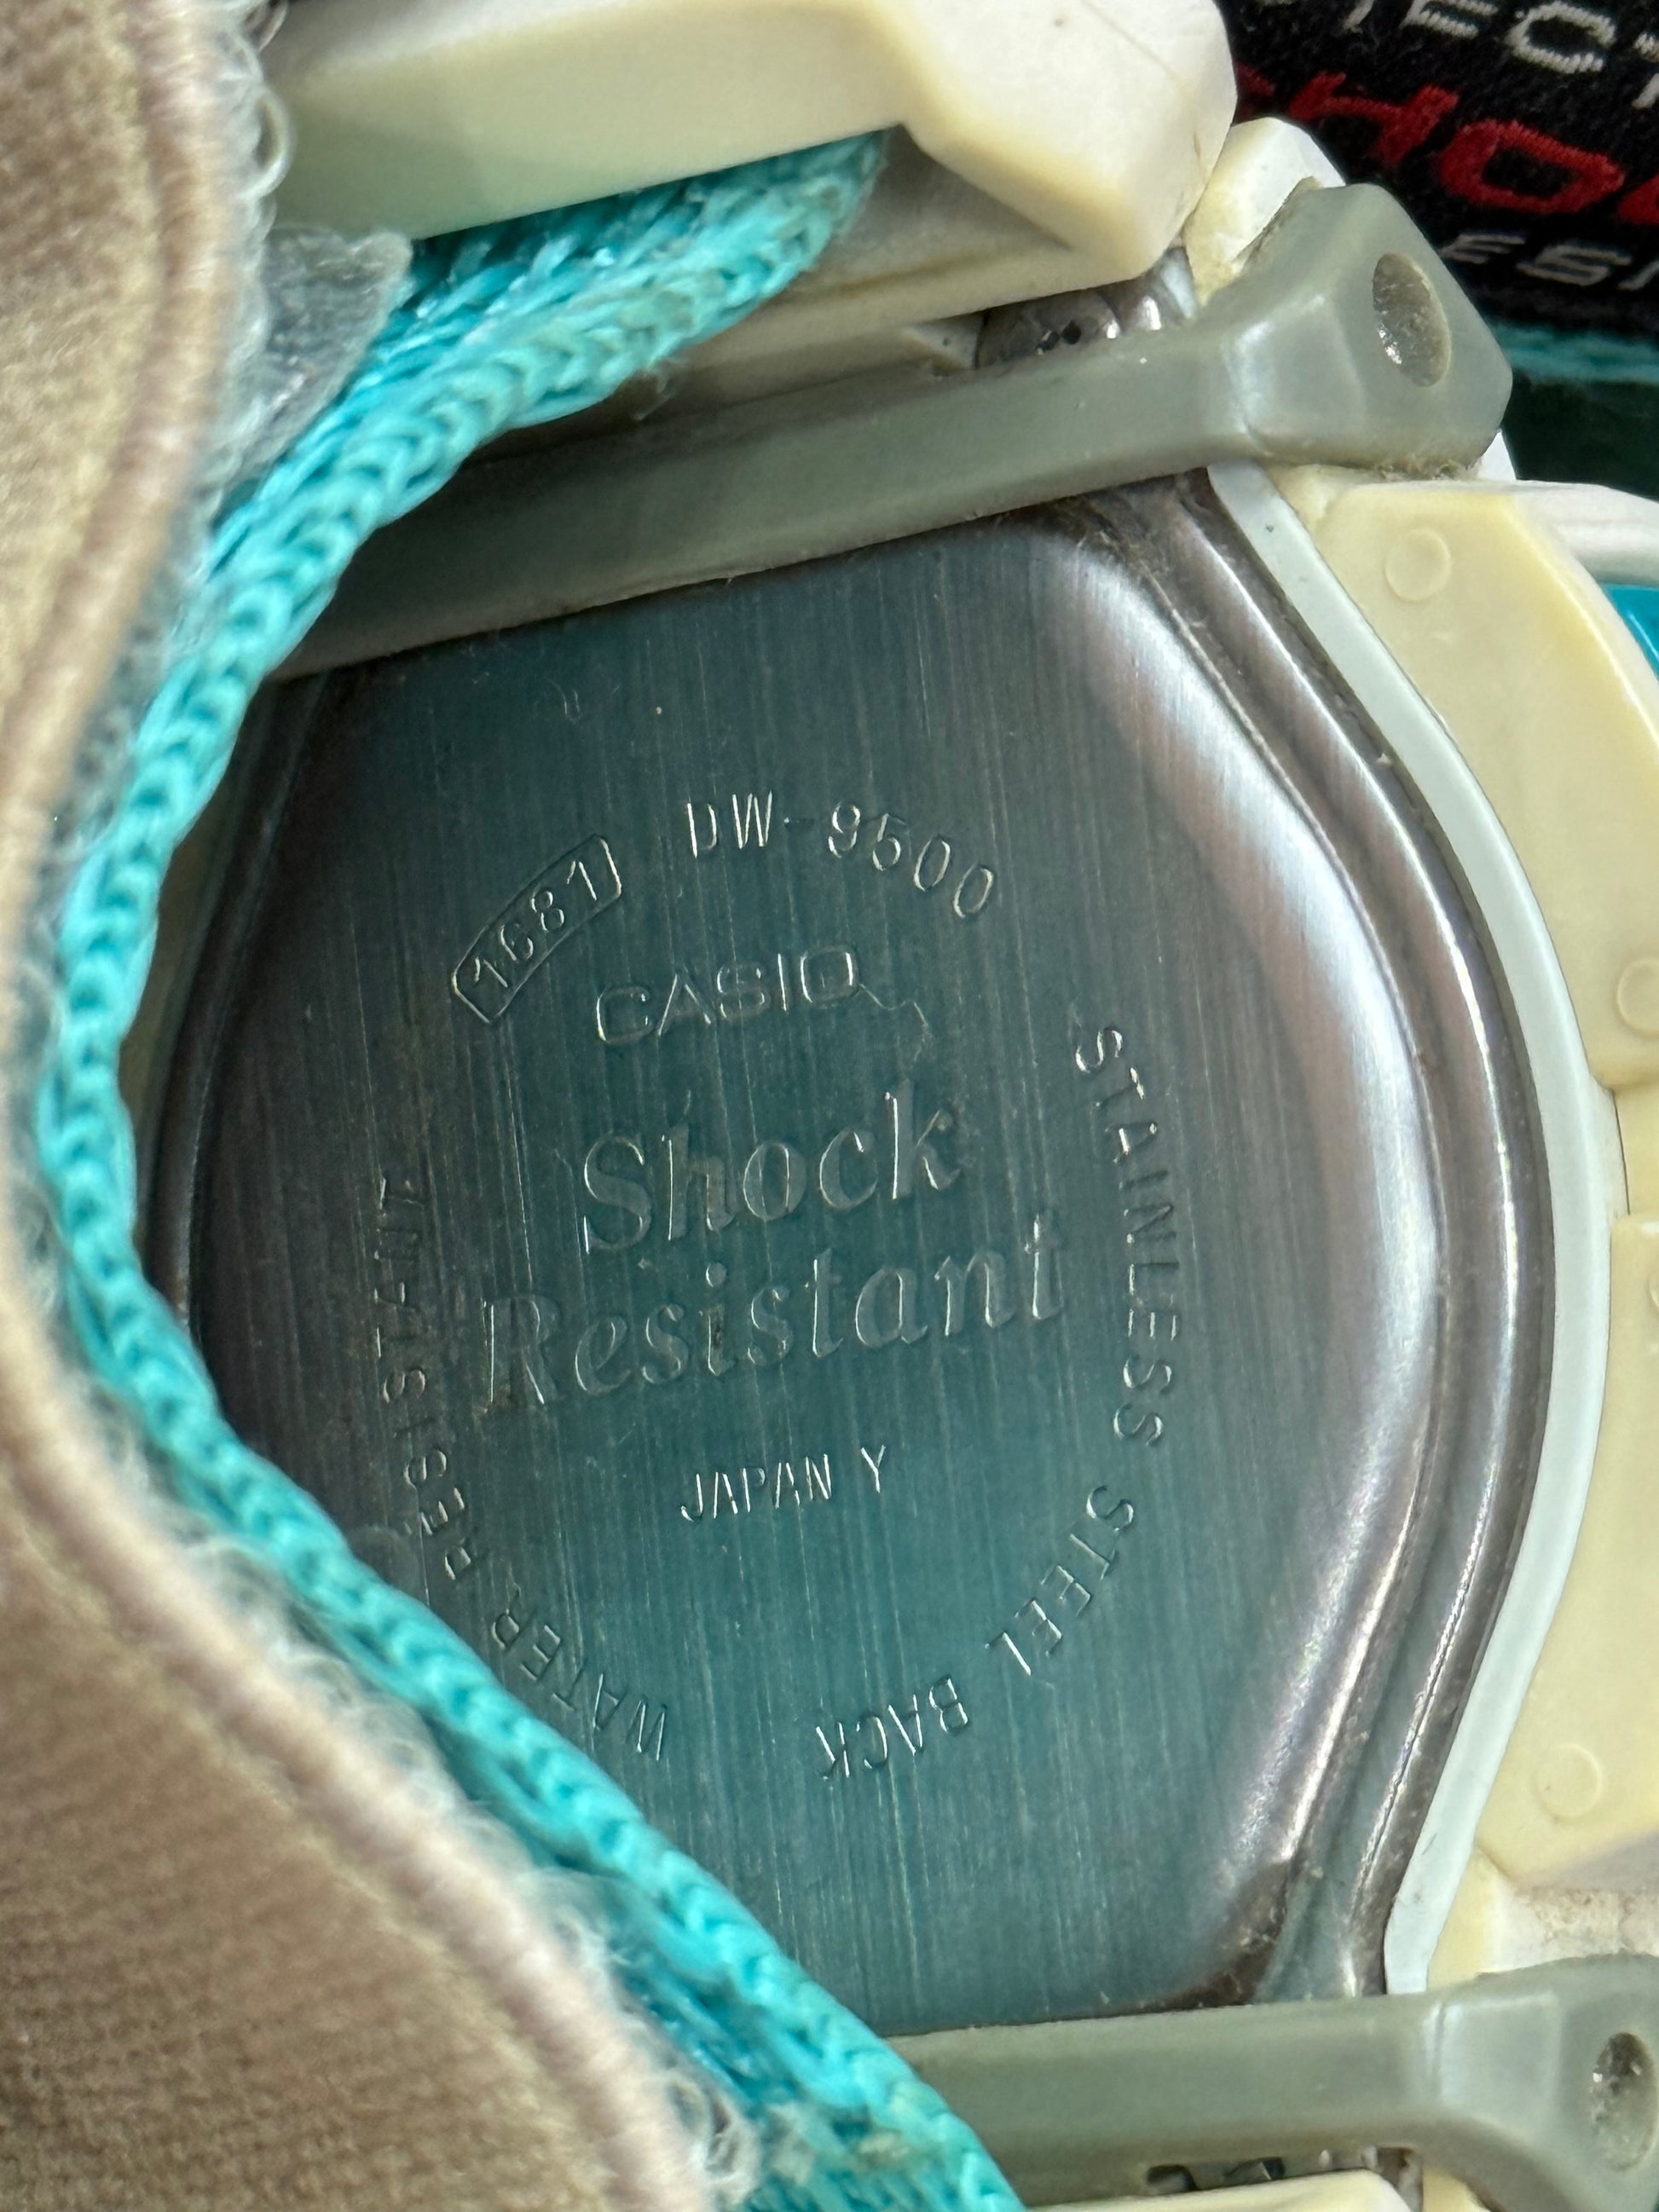 1681 DW-9500
CASIO
Shock
Resistant
JAPAN Y
WATER RESISTANT
STAINLESS STEEL BACK